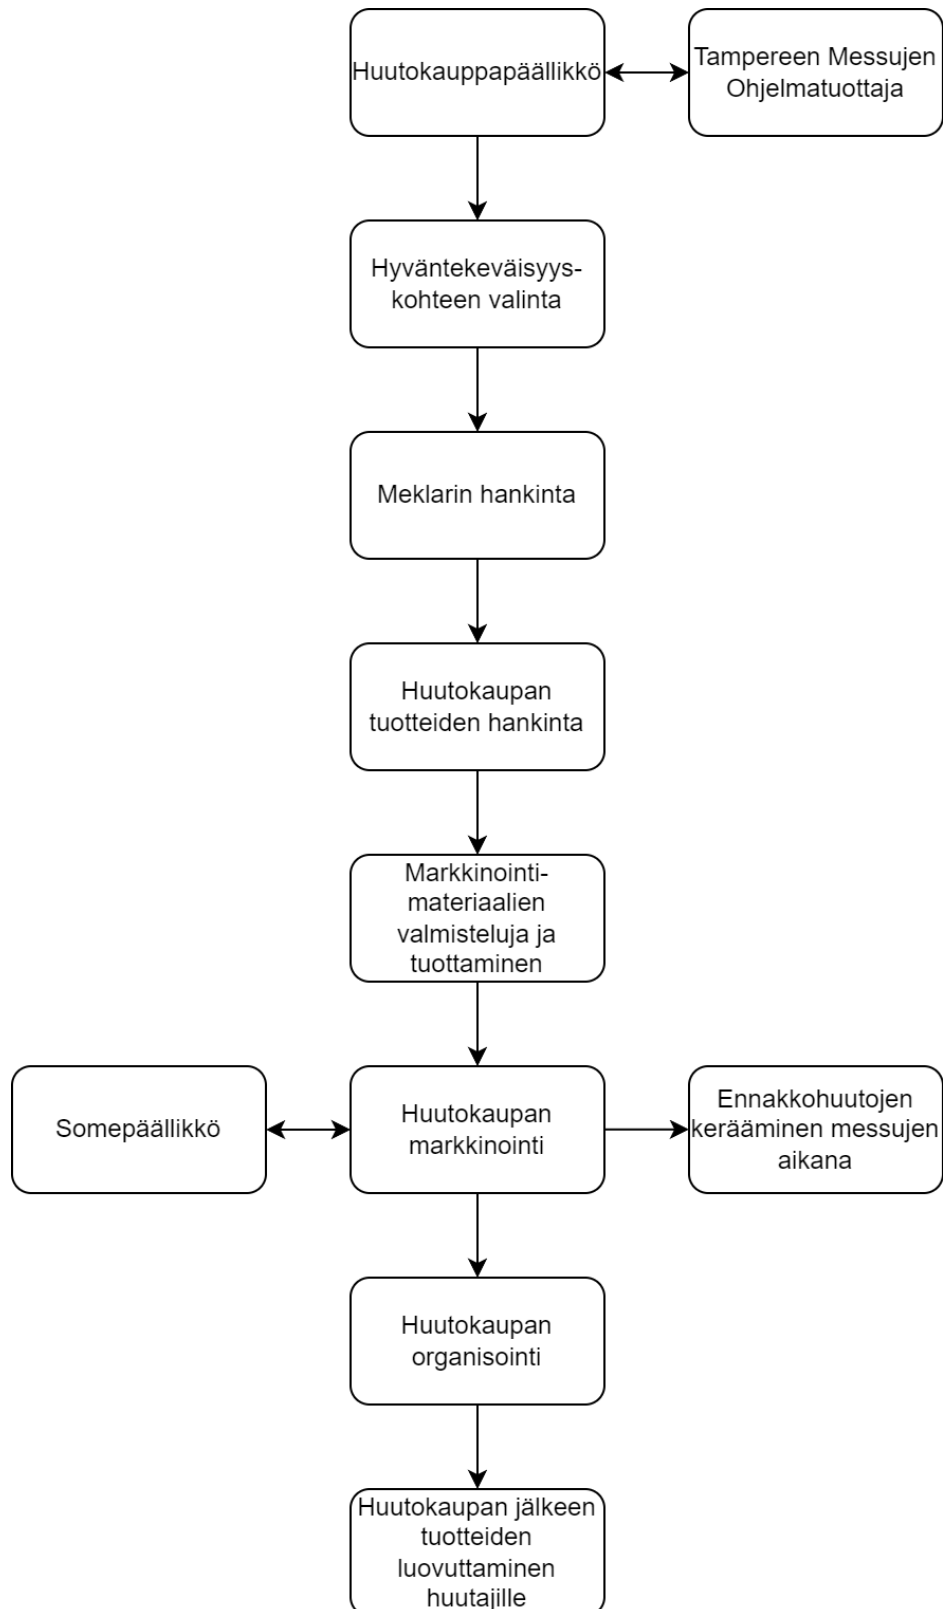 Huutokauppapäällikkö
Tampereen Messujen
Ohjelmatuottaja
Hyväntekeväisyys-
kohteen valinta
Meklarin hankinta
Huutokaupan
tuotteiden hankinta
Markkinointi-
materiaalien
valmisteluja ja
tuottaminen
Somepäällikkö
Huutokaupan
markkinointi
Ennakkohuutojen
kerääminen messujen
aikana
Huutokaupan
organisointi
Huutokaupan jälkeen
tuotteiden
luovuttaminen
huutajille